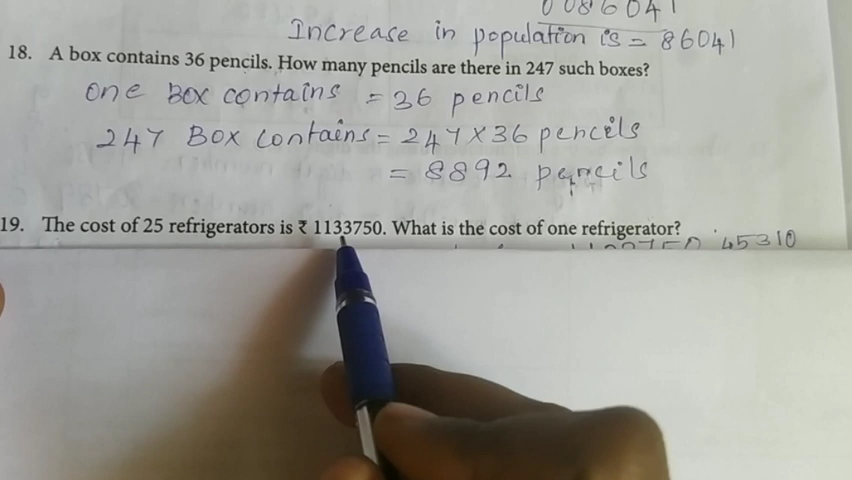 086041
Increase in population is = 86041
18. A box contains 36 pencils. How many pencils are there in 247 such boxes?
One Box contains = 36 pencils
247 Box contains = 247 X 36 pencils
= 8892 pencils
19. The cost of 25 refrigerators is ₹ 1133750. What is the cost of one refrigerator?
45310